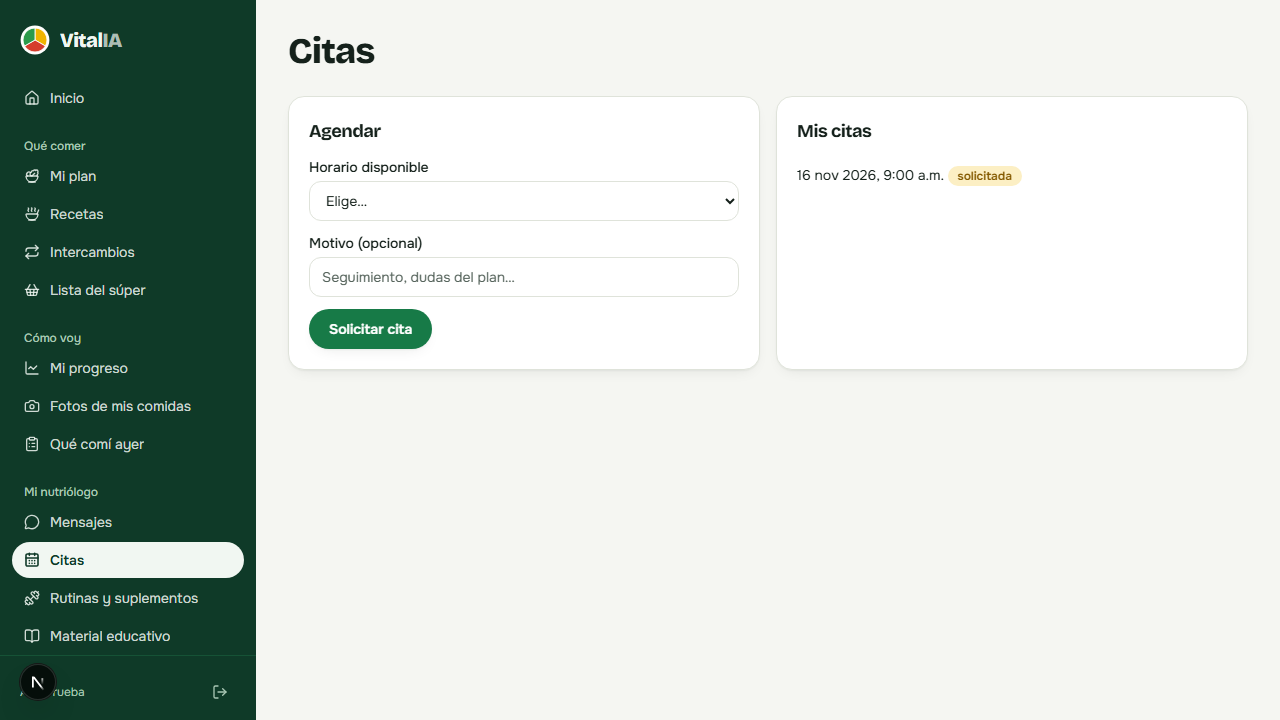 VitalIA
Inicio
Qué comer
Mi plan
Recetas
Intercambios
Lista del súper
Cómo voy
Mi progreso
Fotos de mis comidas
Qué comí ayer
Mi nutriólogo
Mensajes
Citas
Rutinas y suplementos
Material educativo
Citas
Agendar
Horario disponible
Elige...
Motivo (opcional)
Seguimiento, dudas del plan...
Solicitar cita
Mis citas
16 nov 2026, 9:00 a.m. solicitada